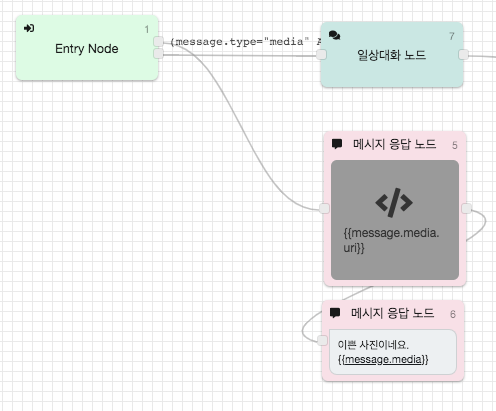 1
Entry Node
(message.type="media" A
7
일상대화 노드
메시지 응답 노드 5
</>
{{message.media.
uri}}
메시지 응답 노드 6
이쁜 사진이네요.
{{message.media}}